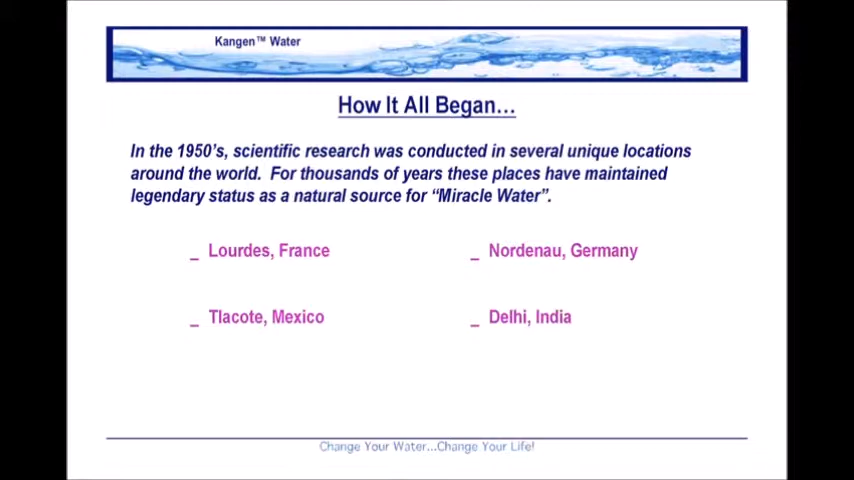 Kangen™ Water
How It All Began...
In the 1950's, scientific research was conducted in several unique locations
around the world. For thousands of years these places have maintained
legendary status as a natural source for “Miracle Water”.
_ Lourdes, France
_ Nordenau, Germany
_ Tlacote, Mexico
_ Delhi, India
Change Your Water...Change Your Life!